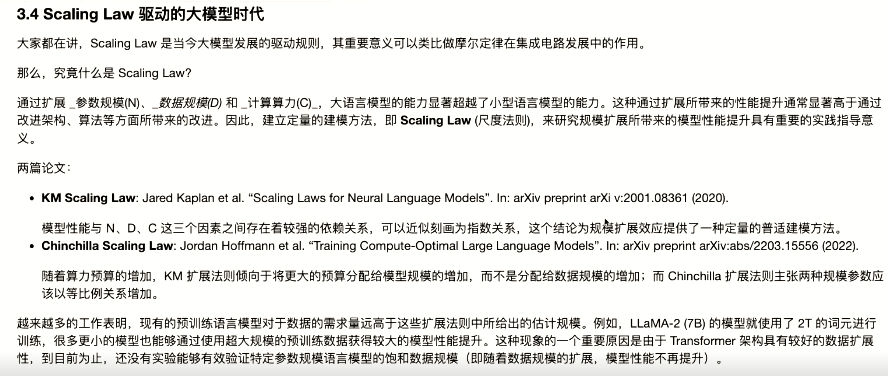 3.4 Scaling Law 驱动的大模型时代
大家都在讲，Scaling Law 是当今大模型发展的驱动规则，其重要意义可以类比做摩尔定律在集成电路发展中的作用。
那么，究竟什么是 Scaling Law?
通过扩展 _参数规模(N)、_数据规模(D) 和 _计算算力(C)_，大语言模型的能力显著超越了小型语言模型的能力。这种通过扩展所带来的性能提升通常显著高于通过
改进架构、算法等方面所带来的改进。因此，建立定量的建模方法，即 Scaling Law (尺度法则)，来研究规模扩展所带来的模型性能提升具有重要的实践指导意
义。
两篇论文：
• KM Scaling Law: Jared Kaplan et al. “Scaling Laws for Neural Language Models”. In: arXiv preprint arXi v:2001.08361 (2020).
模型性能与 N、D、C 这三个因素之间存在着较强的依赖关系，可以近似刻画为指数关系，这个结论为规模扩展效应提供了一种定量的普适建模方法。
• Chinchilla Scaling Law: Jordan Hoffmann et al. “Training Compute-Optimal Large Language Models”. In: arXiv preprint arXiv:abs/2203.15556 (2022).
随着算力预算的增加，KM 扩展法则倾向于将更大的预算分配给模型规模的增加，而不是分配给数据规模的增加；而 Chinchilla 扩展法则主张两种规模参数应
该以等比例关系增加。
越来越多的工作表明，现有的预训练语言模型对于数据的需求量远高于这些扩展法则中所给出的估计规模。例如，LLaMA-2 (7B) 的模型就使用了 2T 的词元进行
训练，很多更小的模型也能够通过使用超大规模的预训练数据获得较大的模型性能提升。这种现象的一个重要原因是由于 Transformer 架构具有较好的数据扩展
性，到目前为止，还没有实验能够有效验证特定参数规模语言模型的饱和数据规模（即随着数据规模的扩展，模型性能不再提升）。